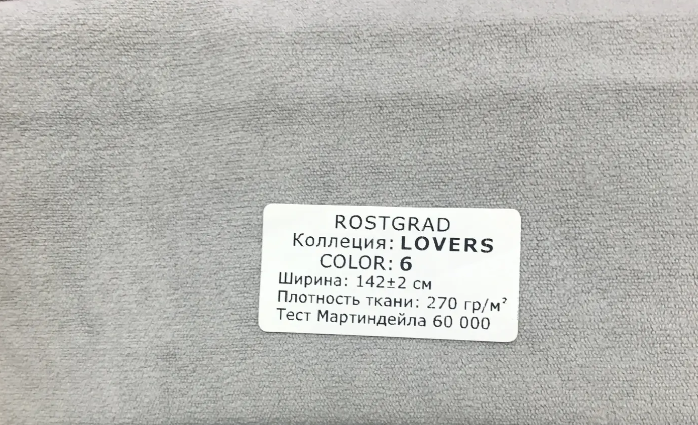 ROSTGRAD
Коллеция: LOVERS
COLOR: 6
Ширина: 142±2 см
Плотность ткани: 270 гр/м²
Тест Мартиндейла 60 000